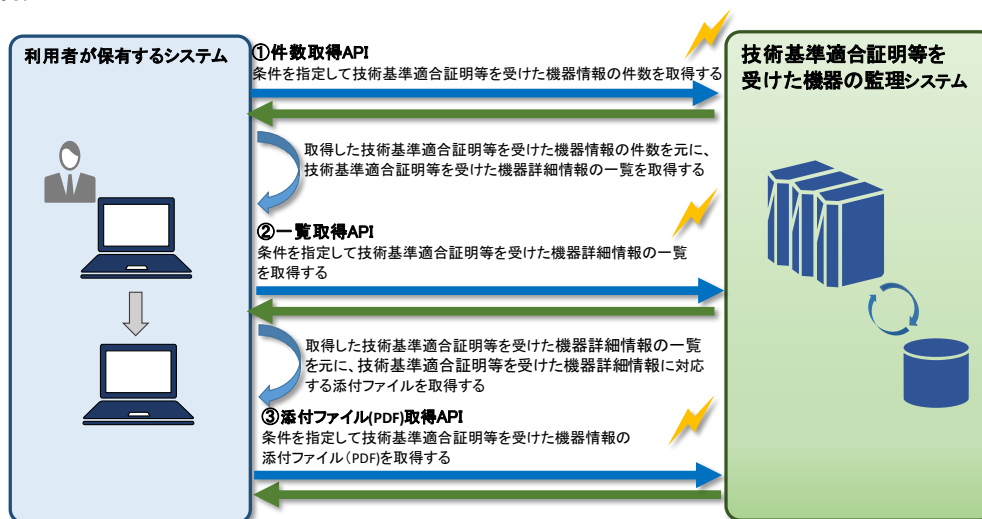 利用者が保有するシステム
①件数取得API
条件を指定して技術基準適合証明等を受けた機器情報の件数を取得する
技術基準適合証明等を
受けた機器の監理システム
取得した技術基準適合証明等を受けた機器情報の件数を元に、
技術基準適合証明等を受けた機器詳細情報の一覧を取得する
②一覧取得API
条件を指定して技術基準適合証明等を受けた機器詳細情報の一覧
を取得する
取得した技術基準適合証明等を受けた機器詳細情報の一覧
を元に、技術基準適合証明等を受けた機器詳細情報に対応
する添付ファイルを取得する
③添付ファイル(PDF)取得API
条件を指定して技術基準適合証明等を受けた機器情報の
添付ファイル(PDF)を取得する